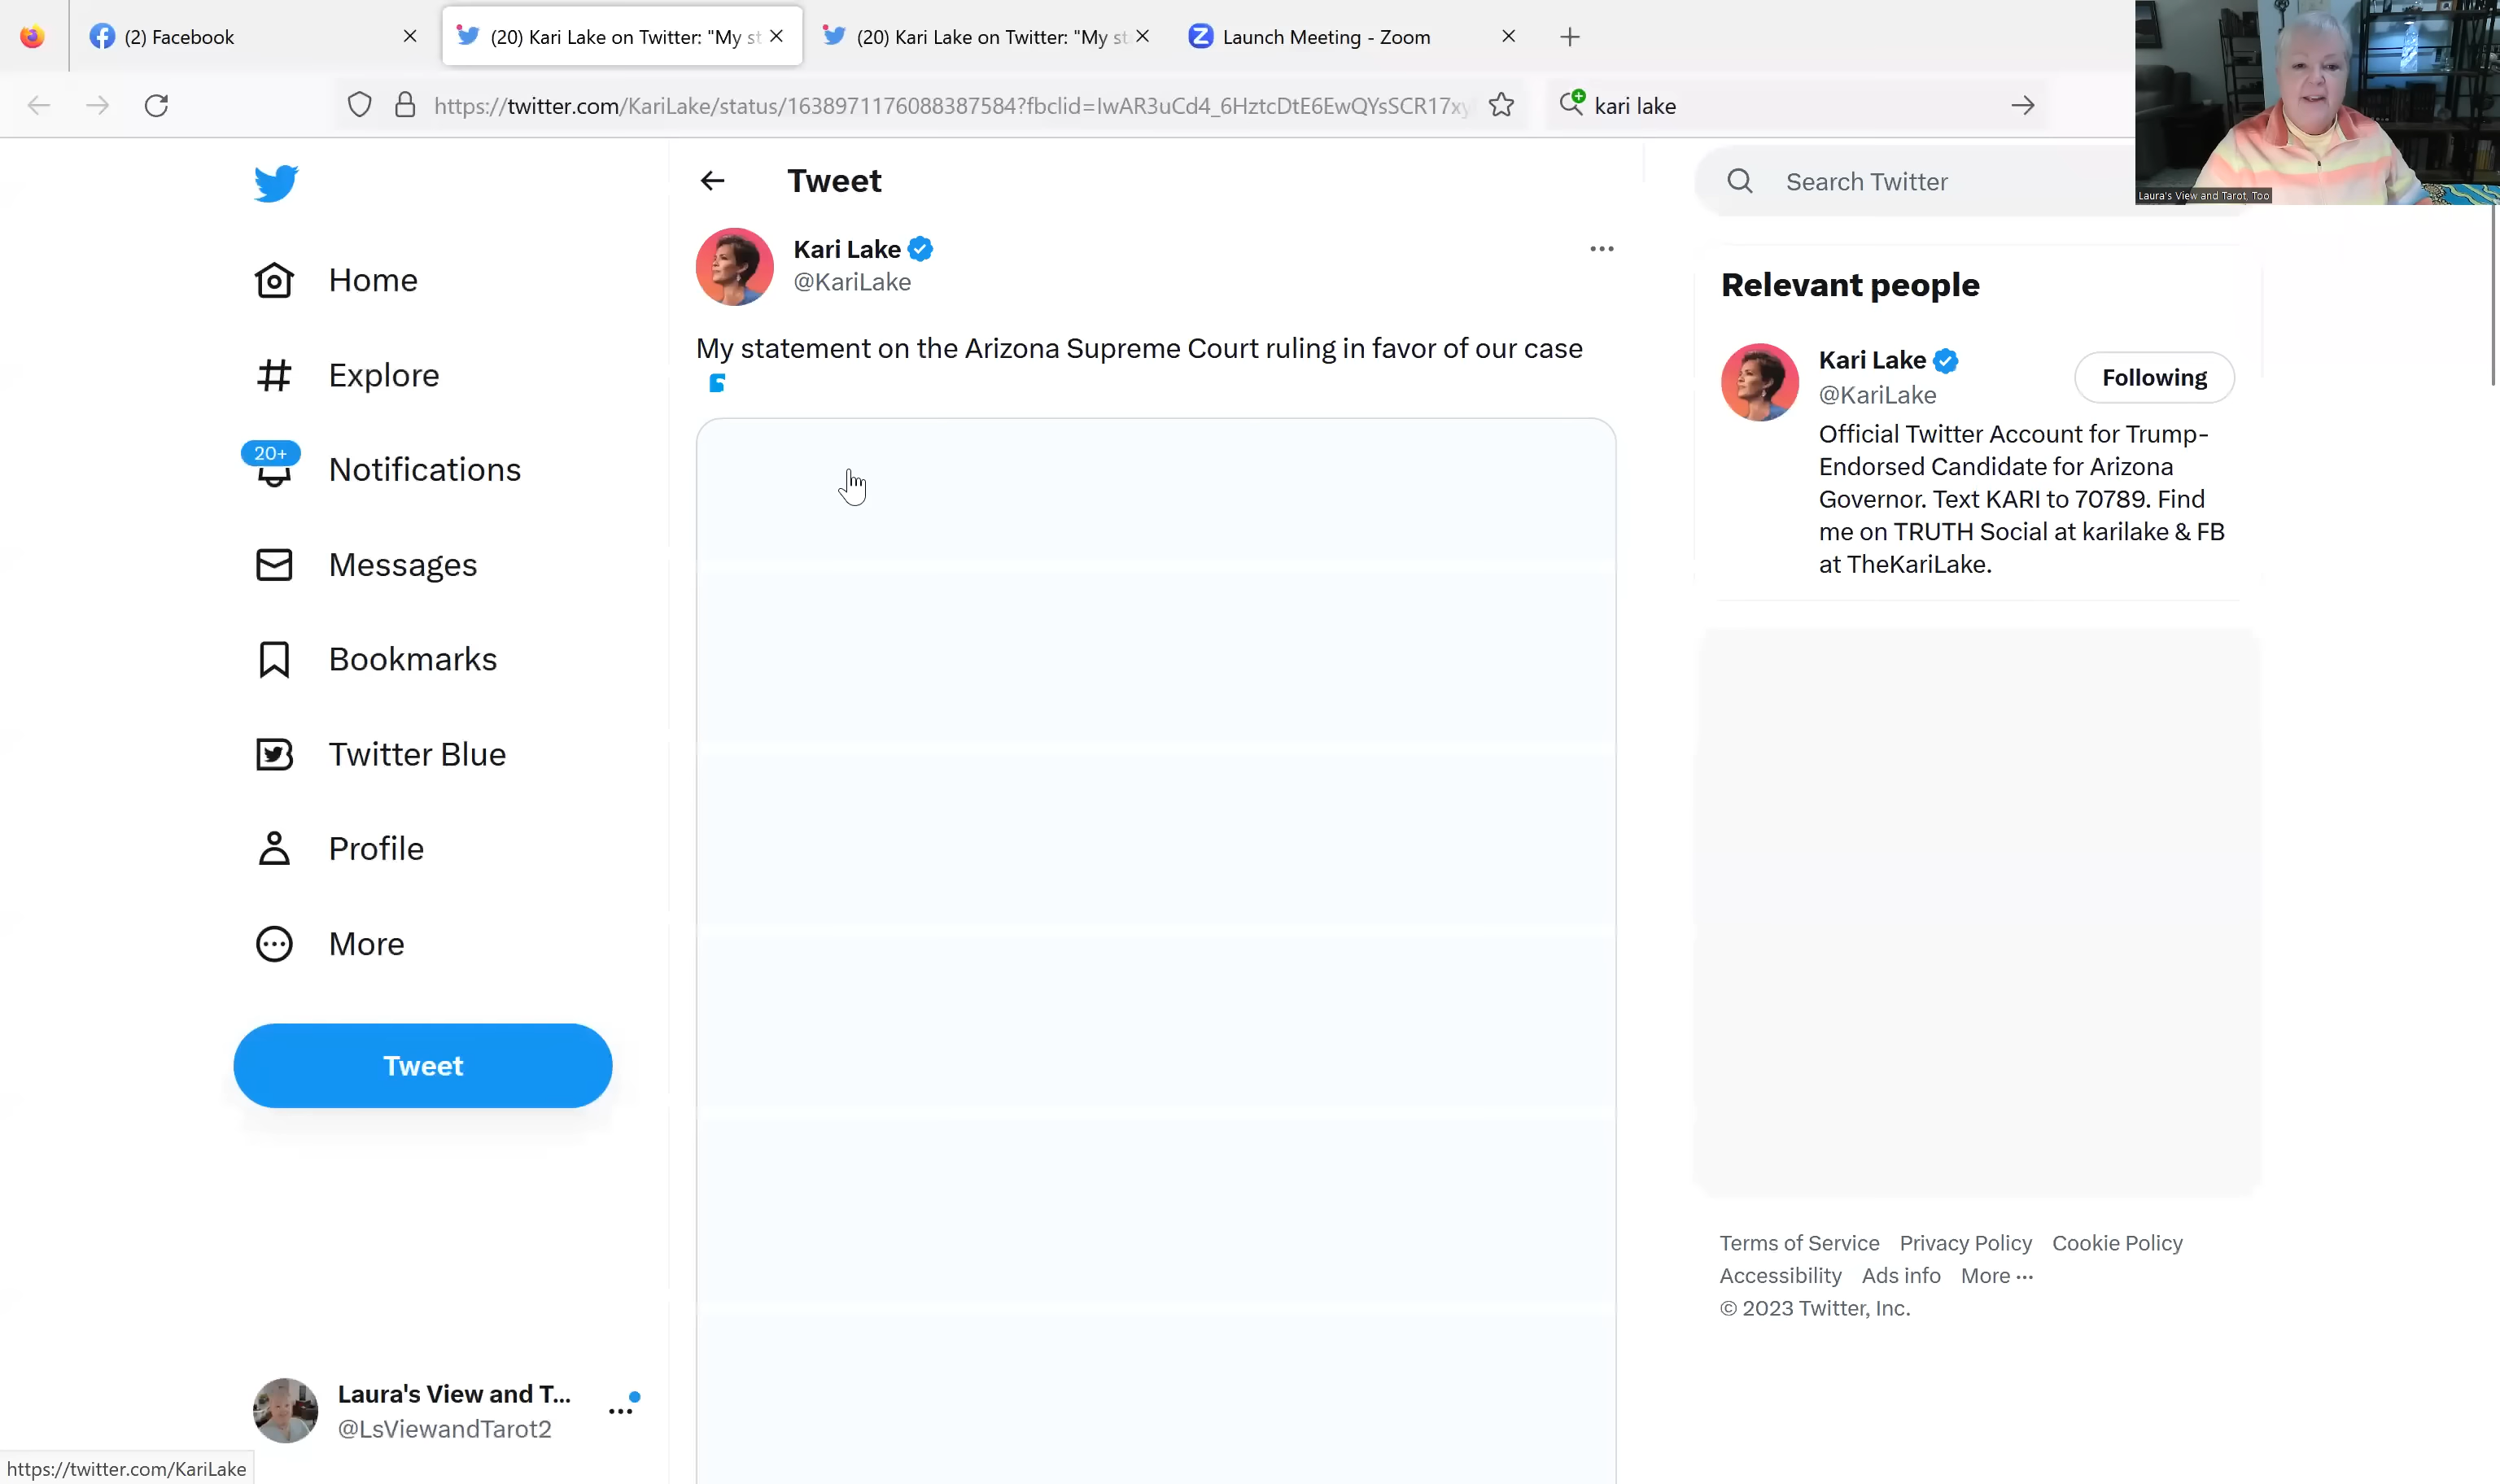 (2) Facebook
(20) Kari Lake on Twitter: "My st
(20) Kari Lake on Twitter: "My st
Launch Meeting - Zoom
https://twitter.com/KariLake/status/1638971176088387584?fbclid=IwAR3uCd4_6HztcDtE6EwQYsSCR17xy
kari lake
Laura's View and Tarot, Too
Home
Explore
20+
Notifications
Messages
Bookmarks
Twitter Blue
Profile
More
Tweet
Laura's View and T...
@LsViewandTarot2
https://twitter.com/KariLake
Tweet
Kari Lake
@KariLake
My statement on the Arizona Supreme Court ruling in favor of our case
Search Twitter
Relevant people
Kari Lake
@KariLake
Following
Official Twitter Account for Trump-
Endorsed Candidate for Arizona
Governor. Text KARI to 70789. Find
me on TRUTH Social at karilake & FB
at TheKariLake.
Terms of Service Privacy Policy Cookie Policy
Accessibility Ads info More ...
© 2023 Twitter, Inc.